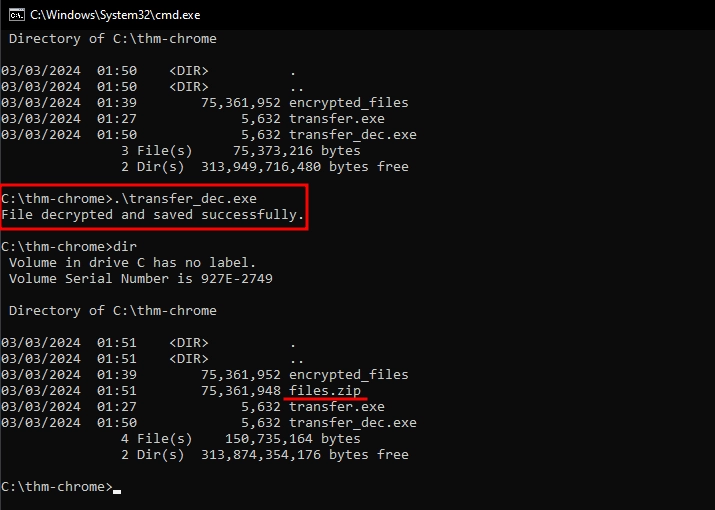 C:\Windows\System32\cmd.exe
 Directory of C:\thm-chrome

03/03/2024  01:50    <DIR>          .
03/03/2024  01:50    <DIR>          ..
03/03/2024  01:39        75,361,952 encrypted_files
03/03/2024  01:27             5,632 transfer.exe
03/03/2024  01:50             5,632 transfer_dec.exe
               3 File(s)     75,373,216 bytes
               2 Dir(s)  313,949,716,480 bytes free

C:\thm-chrome>.\transfer_dec.exe
File decrypted and saved successfully.

C:\thm-chrome>dir
 Volume in drive C has no label.
 Volume Serial Number is 927E-2749

 Directory of C:\thm-chrome

03/03/2024  01:51    <DIR>          .
03/03/2024  01:51    <DIR>          ..
03/03/2024  01:39        75,361,952 encrypted_files
03/03/2024  01:51        75,361,948 files.zip
03/03/2024  01:27             5,632 transfer.exe
03/03/2024  01:50             5,632 transfer_dec.exe
               4 File(s)    150,735,164 bytes
               2 Dir(s)  313,874,354,176 bytes free

C:\thm-chrome>